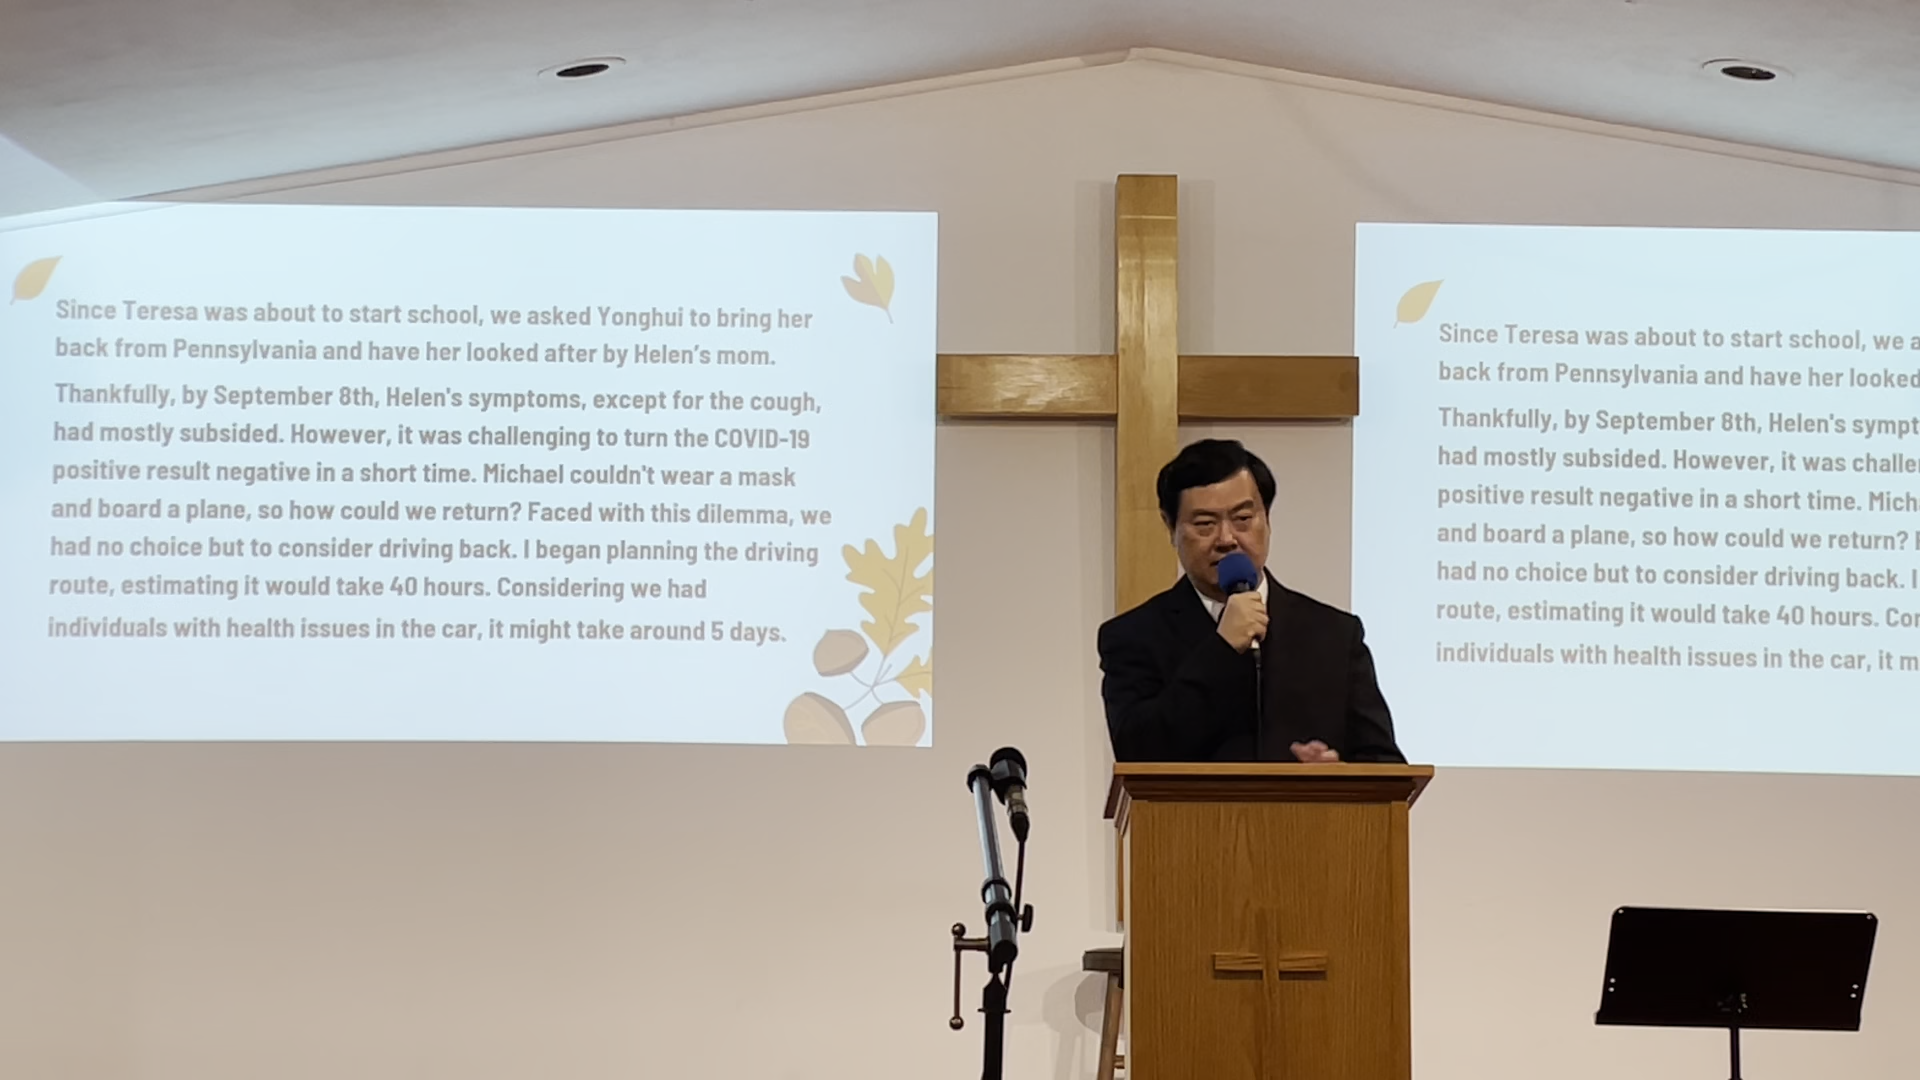 Since Teresa was about to start school, we asked Yonghui to bring her
back from Pennsylvania and have her looked after by Helen's mom.
Thankfully, by September 8th, Helen's symptoms, except for the cough,
had mostly subsided. However, it was challenging to turn the COVID-19
positive result negative in a short time. Michael couldn't wear a mask
and board a plane, so how could we return? Faced with this dilemma, we
had no choice but to consider driving back. I began planning the driving
route, estimating it would take 40 hours. Considering we had
individuals with health issues in the car, it might take around 5 days.
Since Teresa was about to start school, we a
back from Pennsylvania and have her looked
Thankfully, by September 8th, Helen's sympt
had mostly subsided. However, it was challe
positive result negative in a short time. Mich
and board a plane, so how could we return?
had no choice but to consider driving back. I
route, estimating it would take 40 hours. Con
individuals with health issues in the car, it m